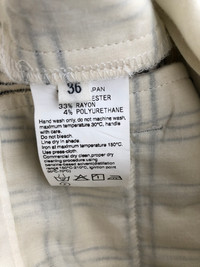 36
PAN
ESTER
33% RAYON
4% POLYURETHANE
Hand wash only, do not machine wash,
maximum temperature 30°C, handle
with care.
Do not bleach.
Line dry in shade
Iron at maximum temperature 150°C.
Use press-cloth.
Commercial dry clean, proper dry
cleaning procedure using